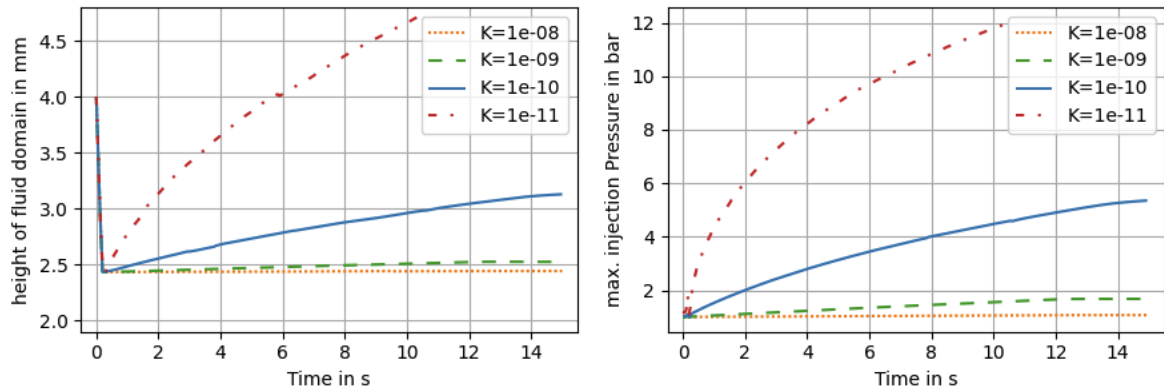 height of fluid domain in mm
4.5
4.0
3.5
3.0
2.5
2.0
0 2 4 6 8 10 12 14
Time in s
K=1e-08
K=1e-09
K=1e-10
K=1e-11
max. injection Pressure in bar
12
10
8
6
4
2
0 2 4 6 8 10 12 14
Time in s
K=1e-08
K=1e-09
K=1e-10
K=1e-11